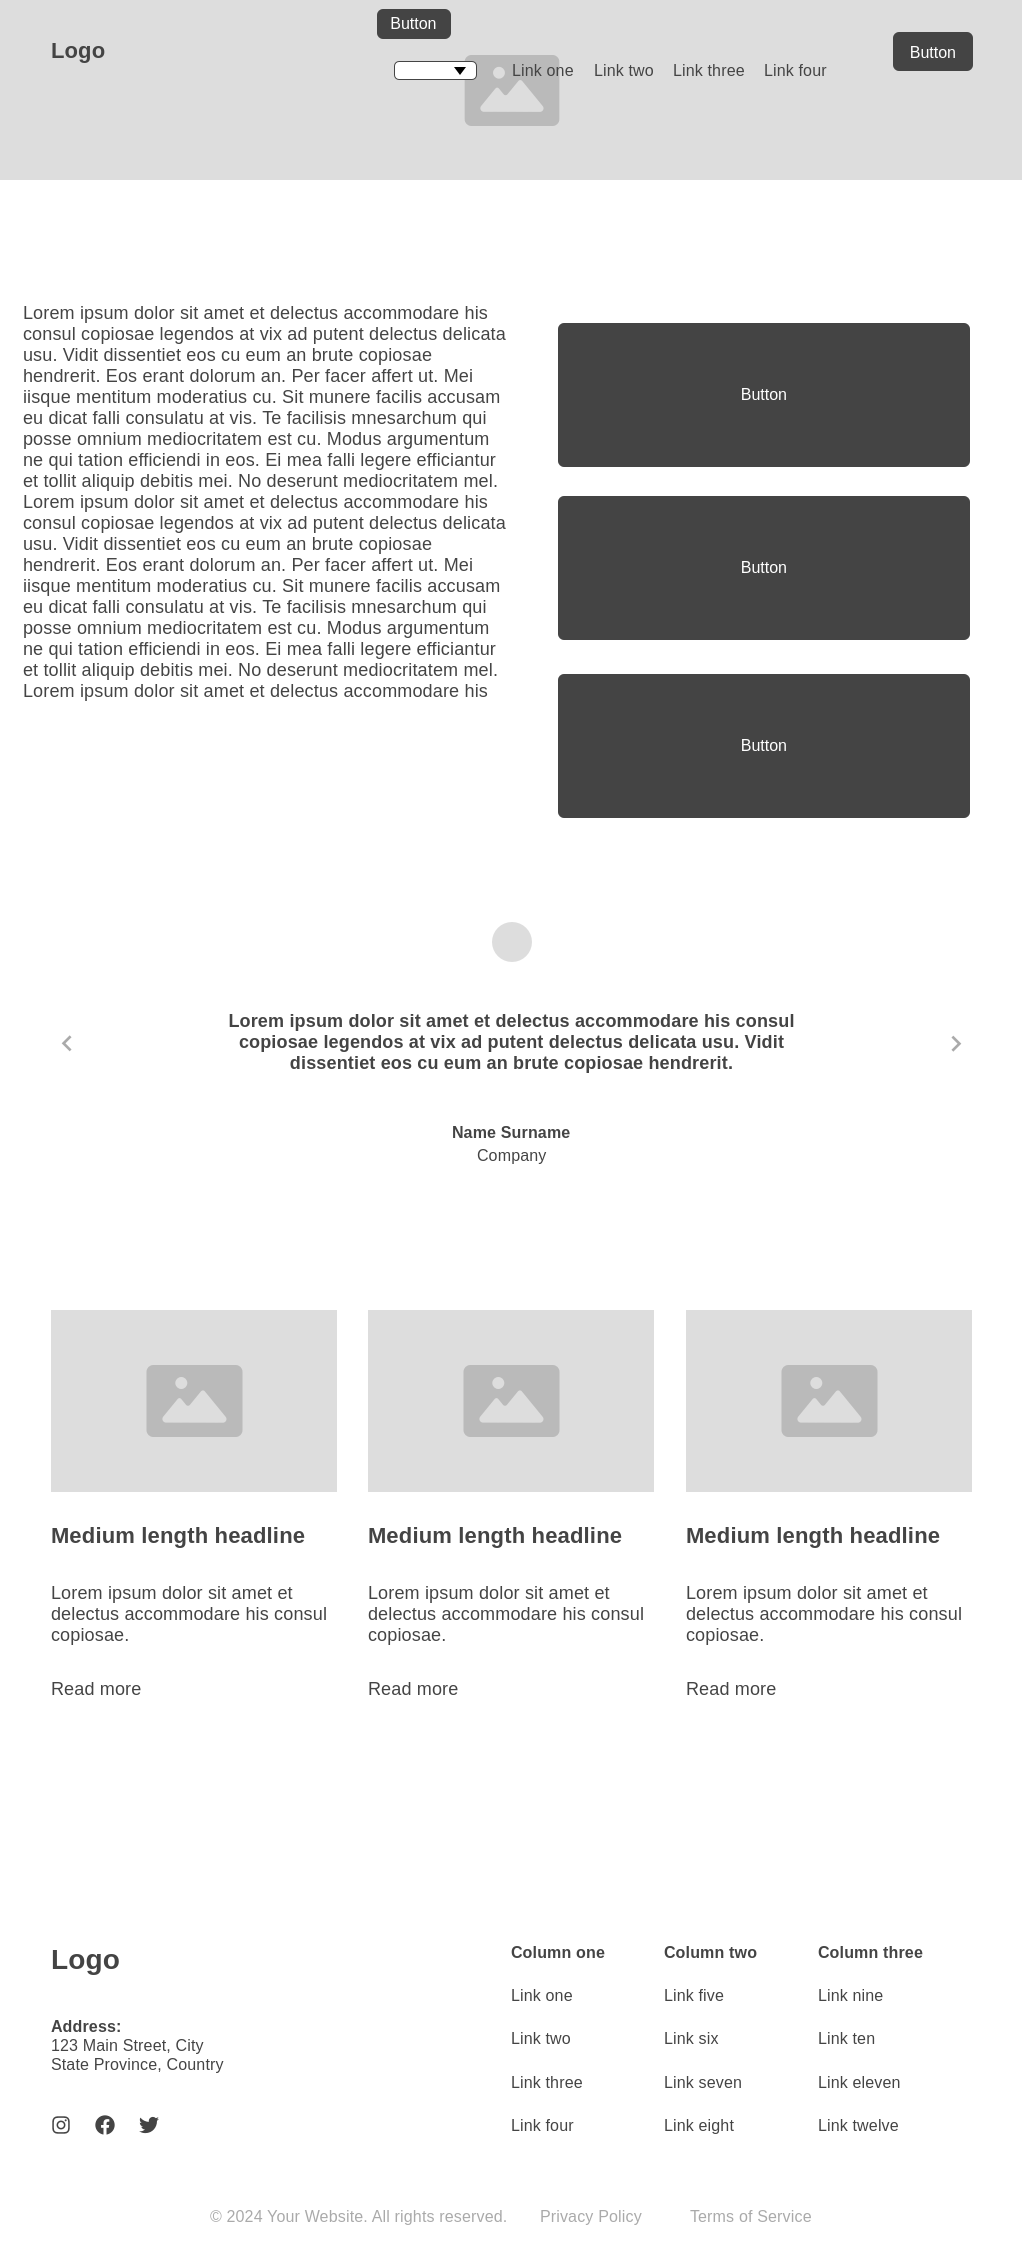 Button
Logo
Button
Link one
Link two
Link three
Link four
Lorem ipsum dolor sit amet et delectus accommodare his
consul copiosae legendos at vix ad putent delectus delicata
usu. Vidit dissentiet eos cu eum an brute copiosae
hendrerit. Eos erant dolorum an. Per facer affert ut. Mei
iisque mentitum moderatius cu. Sit munere facilis accusam
eu dicat falli consulatu at vis. Te facilisis mnesarchum qui
posse omnium mediocritatem est cu. Modus argumentum
ne qui tation efficiendi in eos. Ei mea falli legere efficiantur
et tollit aliquip debitis mei. No deserunt mediocritatem mel.
Lorem ipsum dolor sit amet et delectus accommodare his
consul copiosae legendos at vix ad putent delectus delicata
usu. Vidit dissentiet eos cu eum an brute copiosae
hendrerit. Eos erant dolorum an. Per facer affert ut. Mei
iisque mentitum moderatius cu. Sit munere facilis accusam
eu dicat falli consulatu at vis. Te facilisis mnesarchum qui
posse omnium mediocritatem est cu. Modus argumentum
ne qui tation efficiendi in eos. Ei mea falli legere efficiantur
et tollit aliquip debitis mei. No deserunt mediocritatem mel.
Lorem ipsum dolor sit amet et delectus accommodare his
Button
Button
Button
Lorem ipsum dolor sit amet et delectus accommodare his consul
copiosae legendos at vix ad putent delectus delicata usu. Vidit
dissentiet eos cu eum an brute copiosae hendrerit.
Name Surname
Company
Medium length headline
Lorem ipsum dolor sit amet et
delectus accommodare his consul
copiosae.
Read more
Medium length headline
Lorem ipsum dolor sit amet et
delectus accommodare his consul
copiosae.
Read more
Medium length headline
Lorem ipsum dolor sit amet et
delectus accommodare his consul
copiosae.
Read more
Logo
Address:
123 Main Street, City
State Province, Country
Column one
Link one
Link two
Link three
Link four
Column two
Link five
Link six
Link seven
Link eight
Column three
Link nine
Link ten
Link eleven
Link twelve
© 2024 Your Website. All rights reserved.
Privacy Policy
Terms of Service